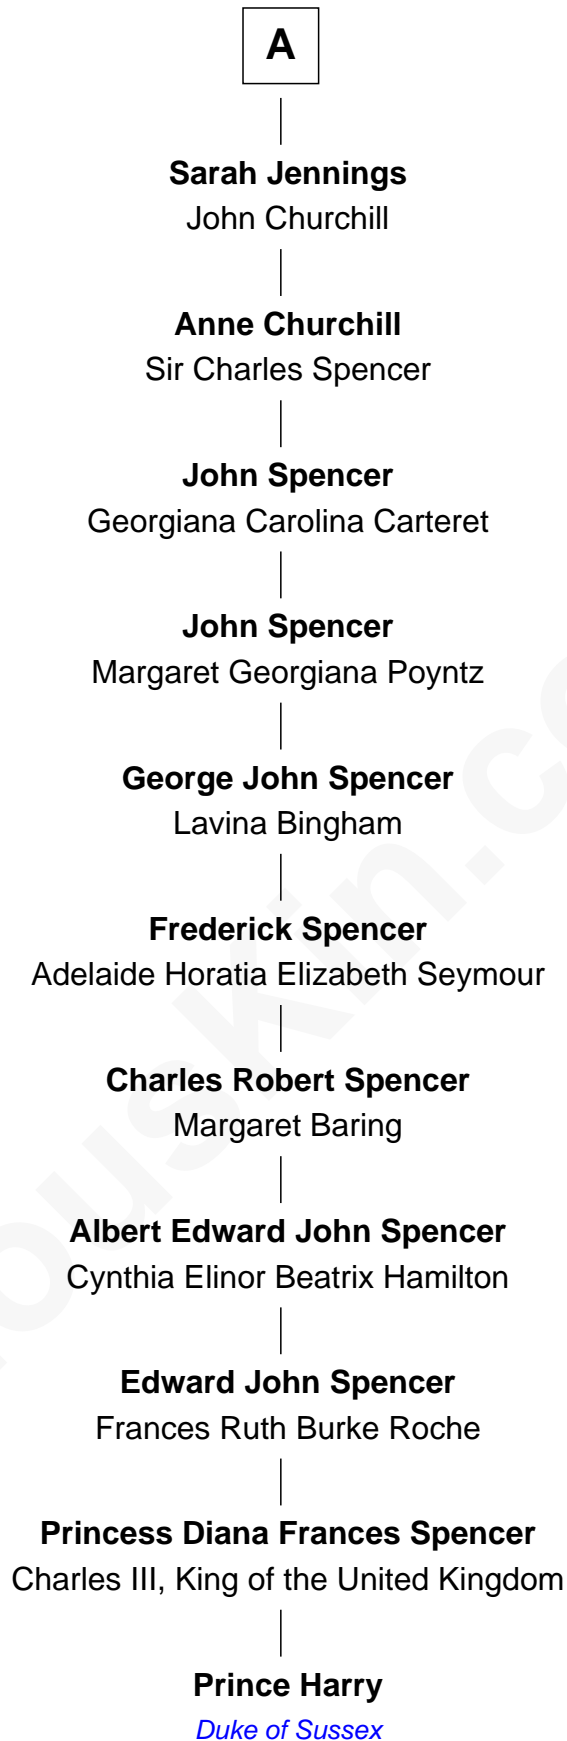 A
Sarah Jennings
John Churchill
Anne Churchill
Sir Charles Spencer
John Spencer
Georgiana Carolina Carteret
John Spencer
Margaret Georgiana Poyntz
George John Spencer
Lavina Bingham
Frederick Spencer
Adelaide Horatia Elizabeth Seymour
Charles Robert Spencer
Margaret Baring
Albert Edward John Spencer
Cynthia Elinor Beatrix Hamilton
Edward John Spencer
Frances Ruth Burke Roche
Princess Diana Frances Spencer
Charles III, King of the United Kingdom
Prince Harry
Duke of Sussex